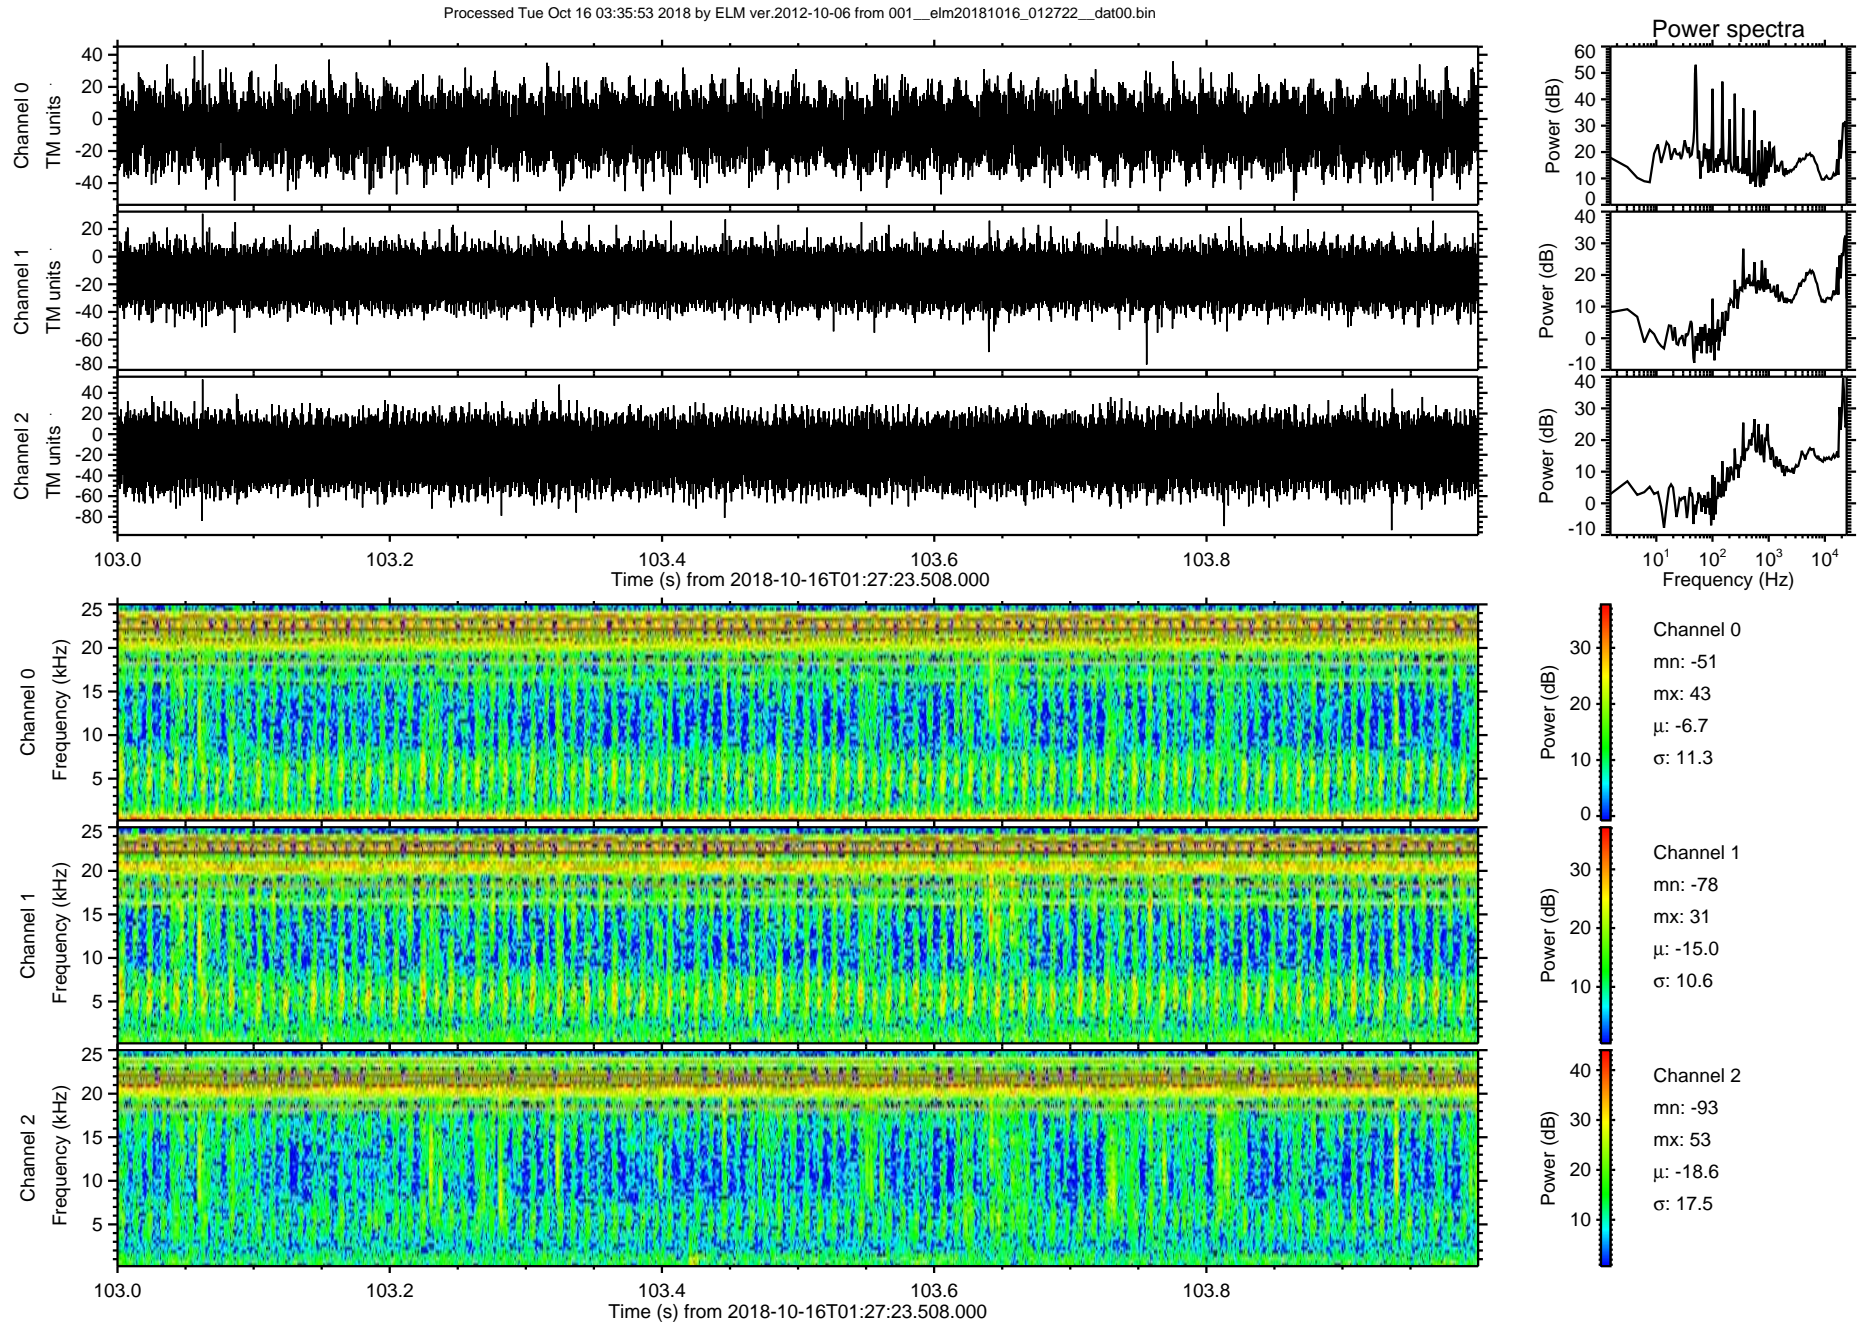 Processed Tue Oct 16 03:35:53 2018 by ELM ver.2012-10-06 from 001__elm20181016_012722__dat00.bin
Power spectra
Channel 0
TM units
40
20
0
-20
-40
Power (dB)
60
50
40
30
20
10
0
Channel 1
TM units
20
0
-20
-40
-60
-80
Power (dB)
40
30
20
10
0
-10
Channel 2
TM units
40
20
0
-20
-40
-60
-80
Power (dB)
40
30
20
10
0
-10
103.0 103.2 103.4 103.6 103.8
Time (s) from 2018-10-16T01:27:23.508.000
10¹ 10² 10³ 10⁴
Frequency (Hz)
Channel 0
Frequency (kHz)
25
20
15
10
5
Power (dB)
30
20
10
0
Channel 0
mn: -51
mx: 43
μ: -6.7
σ: 11.3
Channel 1
Frequency (kHz)
25
20
15
10
5
Power (dB)
30
20
10
Channel 1
mn: -78
mx: 31
μ: -15.0
σ: 10.6
Channel 2
Frequency (kHz)
25
20
15
10
5
Power (dB)
40
30
20
10
Channel 2
mn: -93
mx: 53
μ: -18.6
σ: 17.5
103.0 103.2 103.4 103.6 103.8
Time (s) from 2018-10-16T01:27:23.508.000